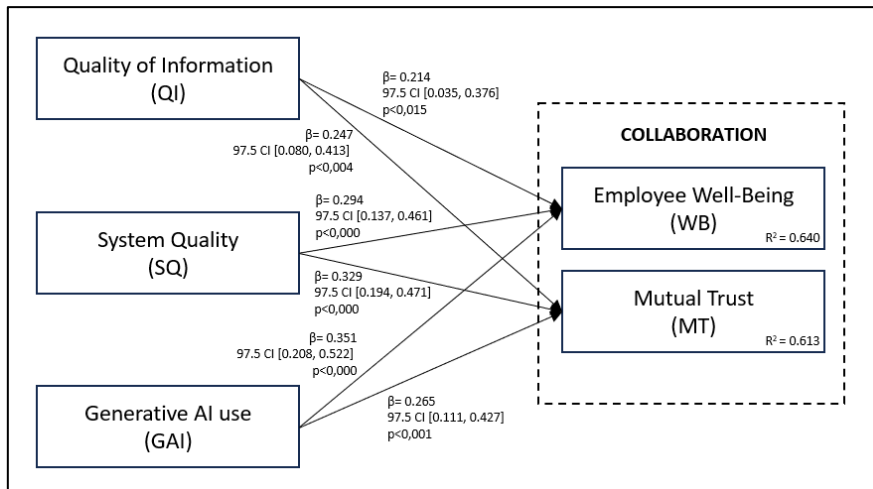 Quality of Information
(QI)
β= 0.214
97.5 CI [0.035, 0.376]
p<0,015
β= 0.247
97.5 CI [0.080, 0.413]
p<0,004
COLLABORATION
Employee Well-Being
(WB)
R² = 0.640
β= 0.294
97.5 CI [0.137, 0.461]
p<0,000
System Quality
(SQ)
β= 0.329
97.5 CI [0.194, 0.471]
p<0,000
Mutual Trust
(MT)
R² = 0.613
β= 0.351
97.5 CI [0.208, 0.522]
p<0,000
Generative AI use
(GAI)
β= 0.265
97.5 CI [0.111, 0.427]
p<0,001